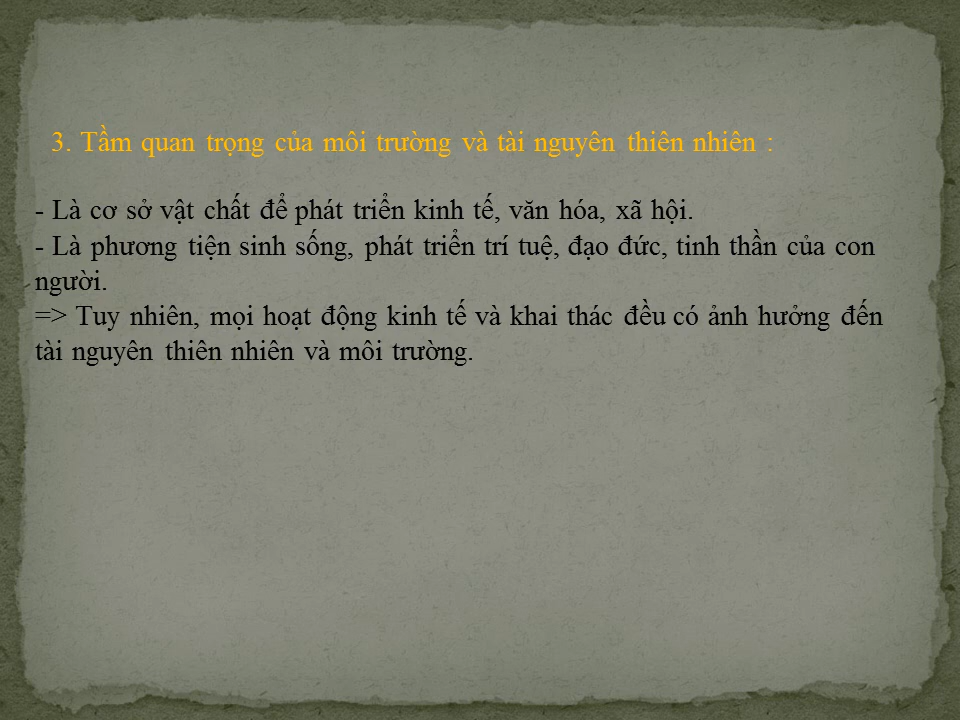 3. Tầm quan trọng của môi trường và tài nguyên thiên nhiên :
- Là cơ sở vật chất để phát triển kinh tế, văn hóa, xã hội.
- Là phương tiện sinh sống, phát triển trí tuệ, đạo đức, tinh thần của con
người.
=> Tuy nhiên, mọi hoạt động kinh tế và khai thác đều có ảnh hưởng đến
tài nguyên thiên nhiên và môi trường.